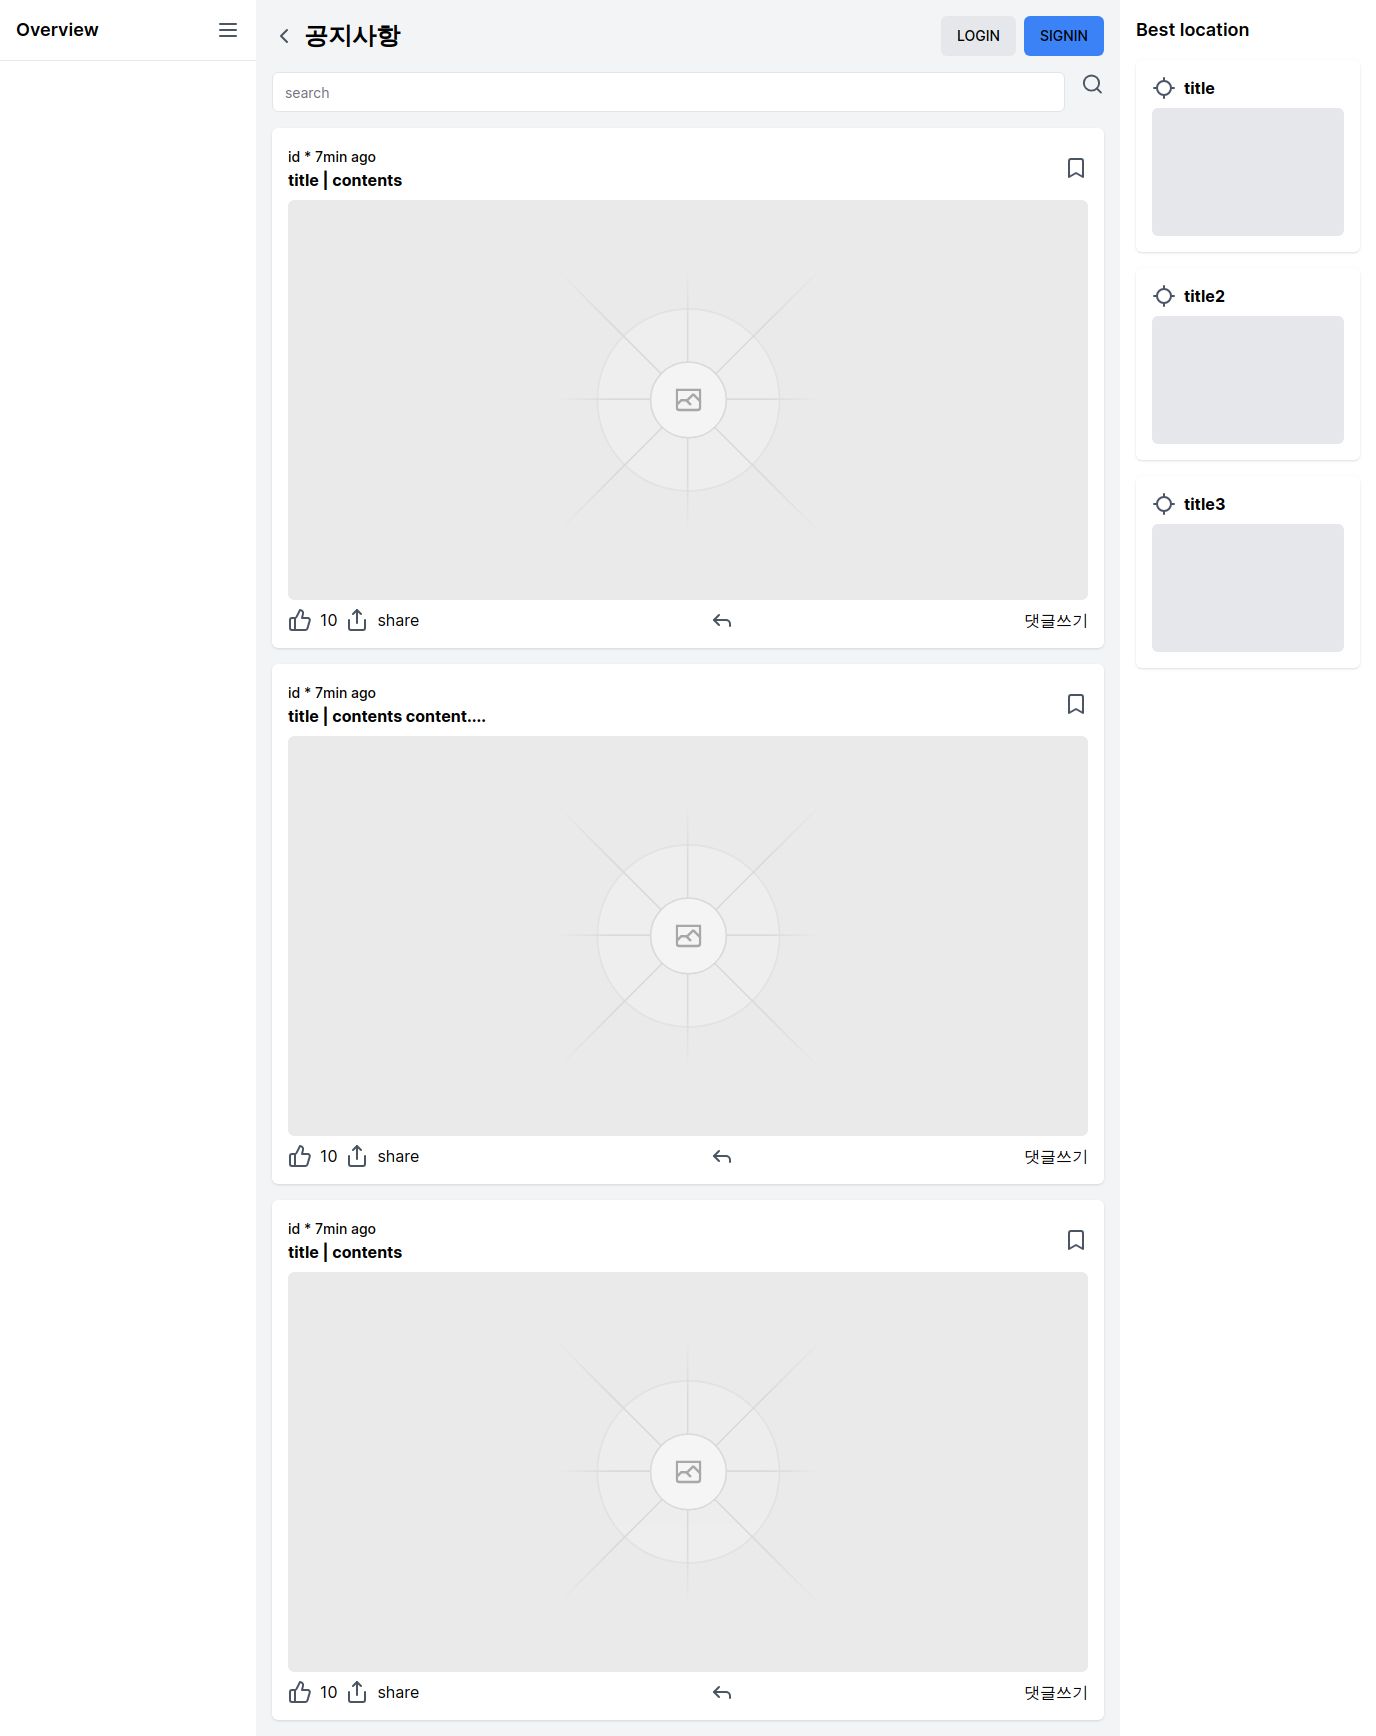 Overview
공지사항
LOGIN
SIGNIN
search
id * 7min ago
title | contents
10
share
댓글쓰기
id * 7min ago
title | contents content....
10
share
댓글쓰기
id * 7min ago
title | contents
10
share
댓글쓰기
Best location
title
title2
title3